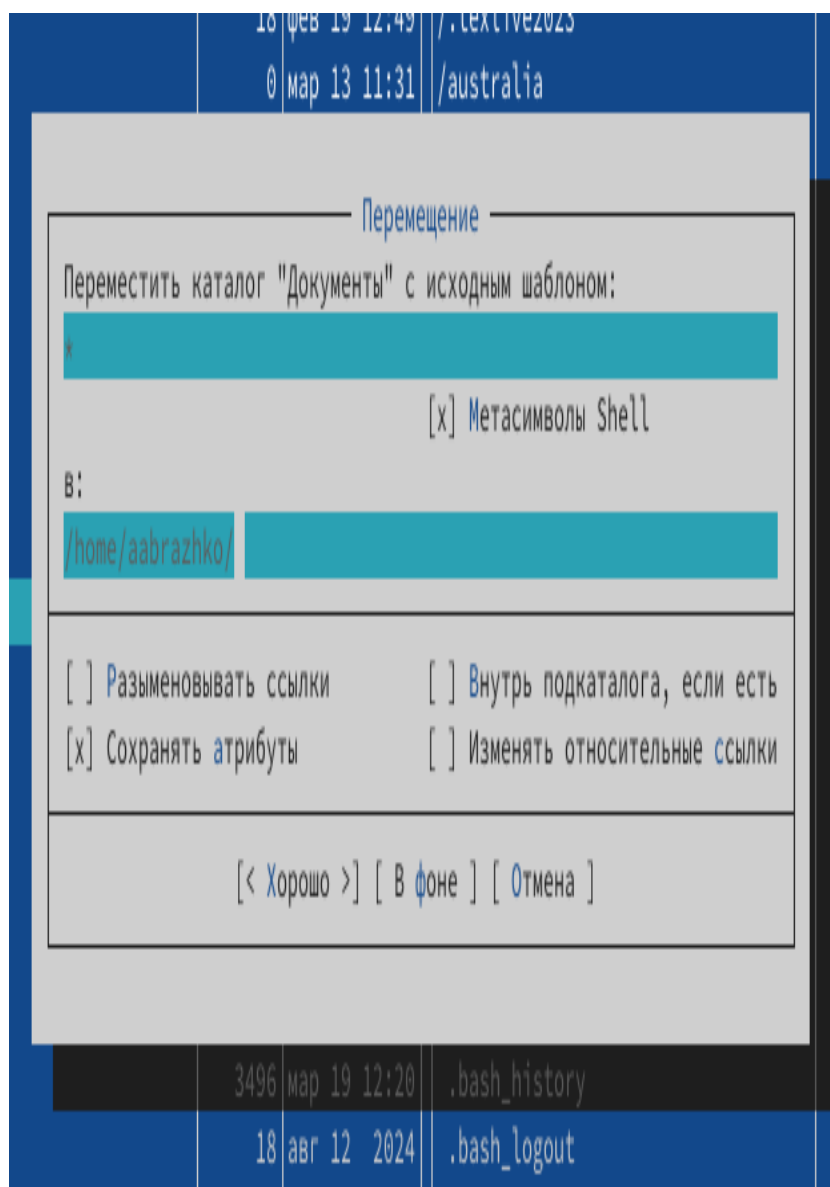 18 фев 19 12:49 /.texlive2023
0 мар 13 11:31 /australia
Перемещение
Переместить каталог "Документы" с исходным шаблоном:
*
[x] Метасимволы Shell
в:
/home/aabrazhko/
[ ] Разыменовывать ссылки [ ] Внутрь подкаталога, если есть
[x] Сохранять атрибуты [ ] Изменять относительные ссылки
[< Хорошо >] [ В фоне ] [ Отмена ]
3496 мар 19 12:20 .bash_history
18 авг 12 2024 .bash_logout